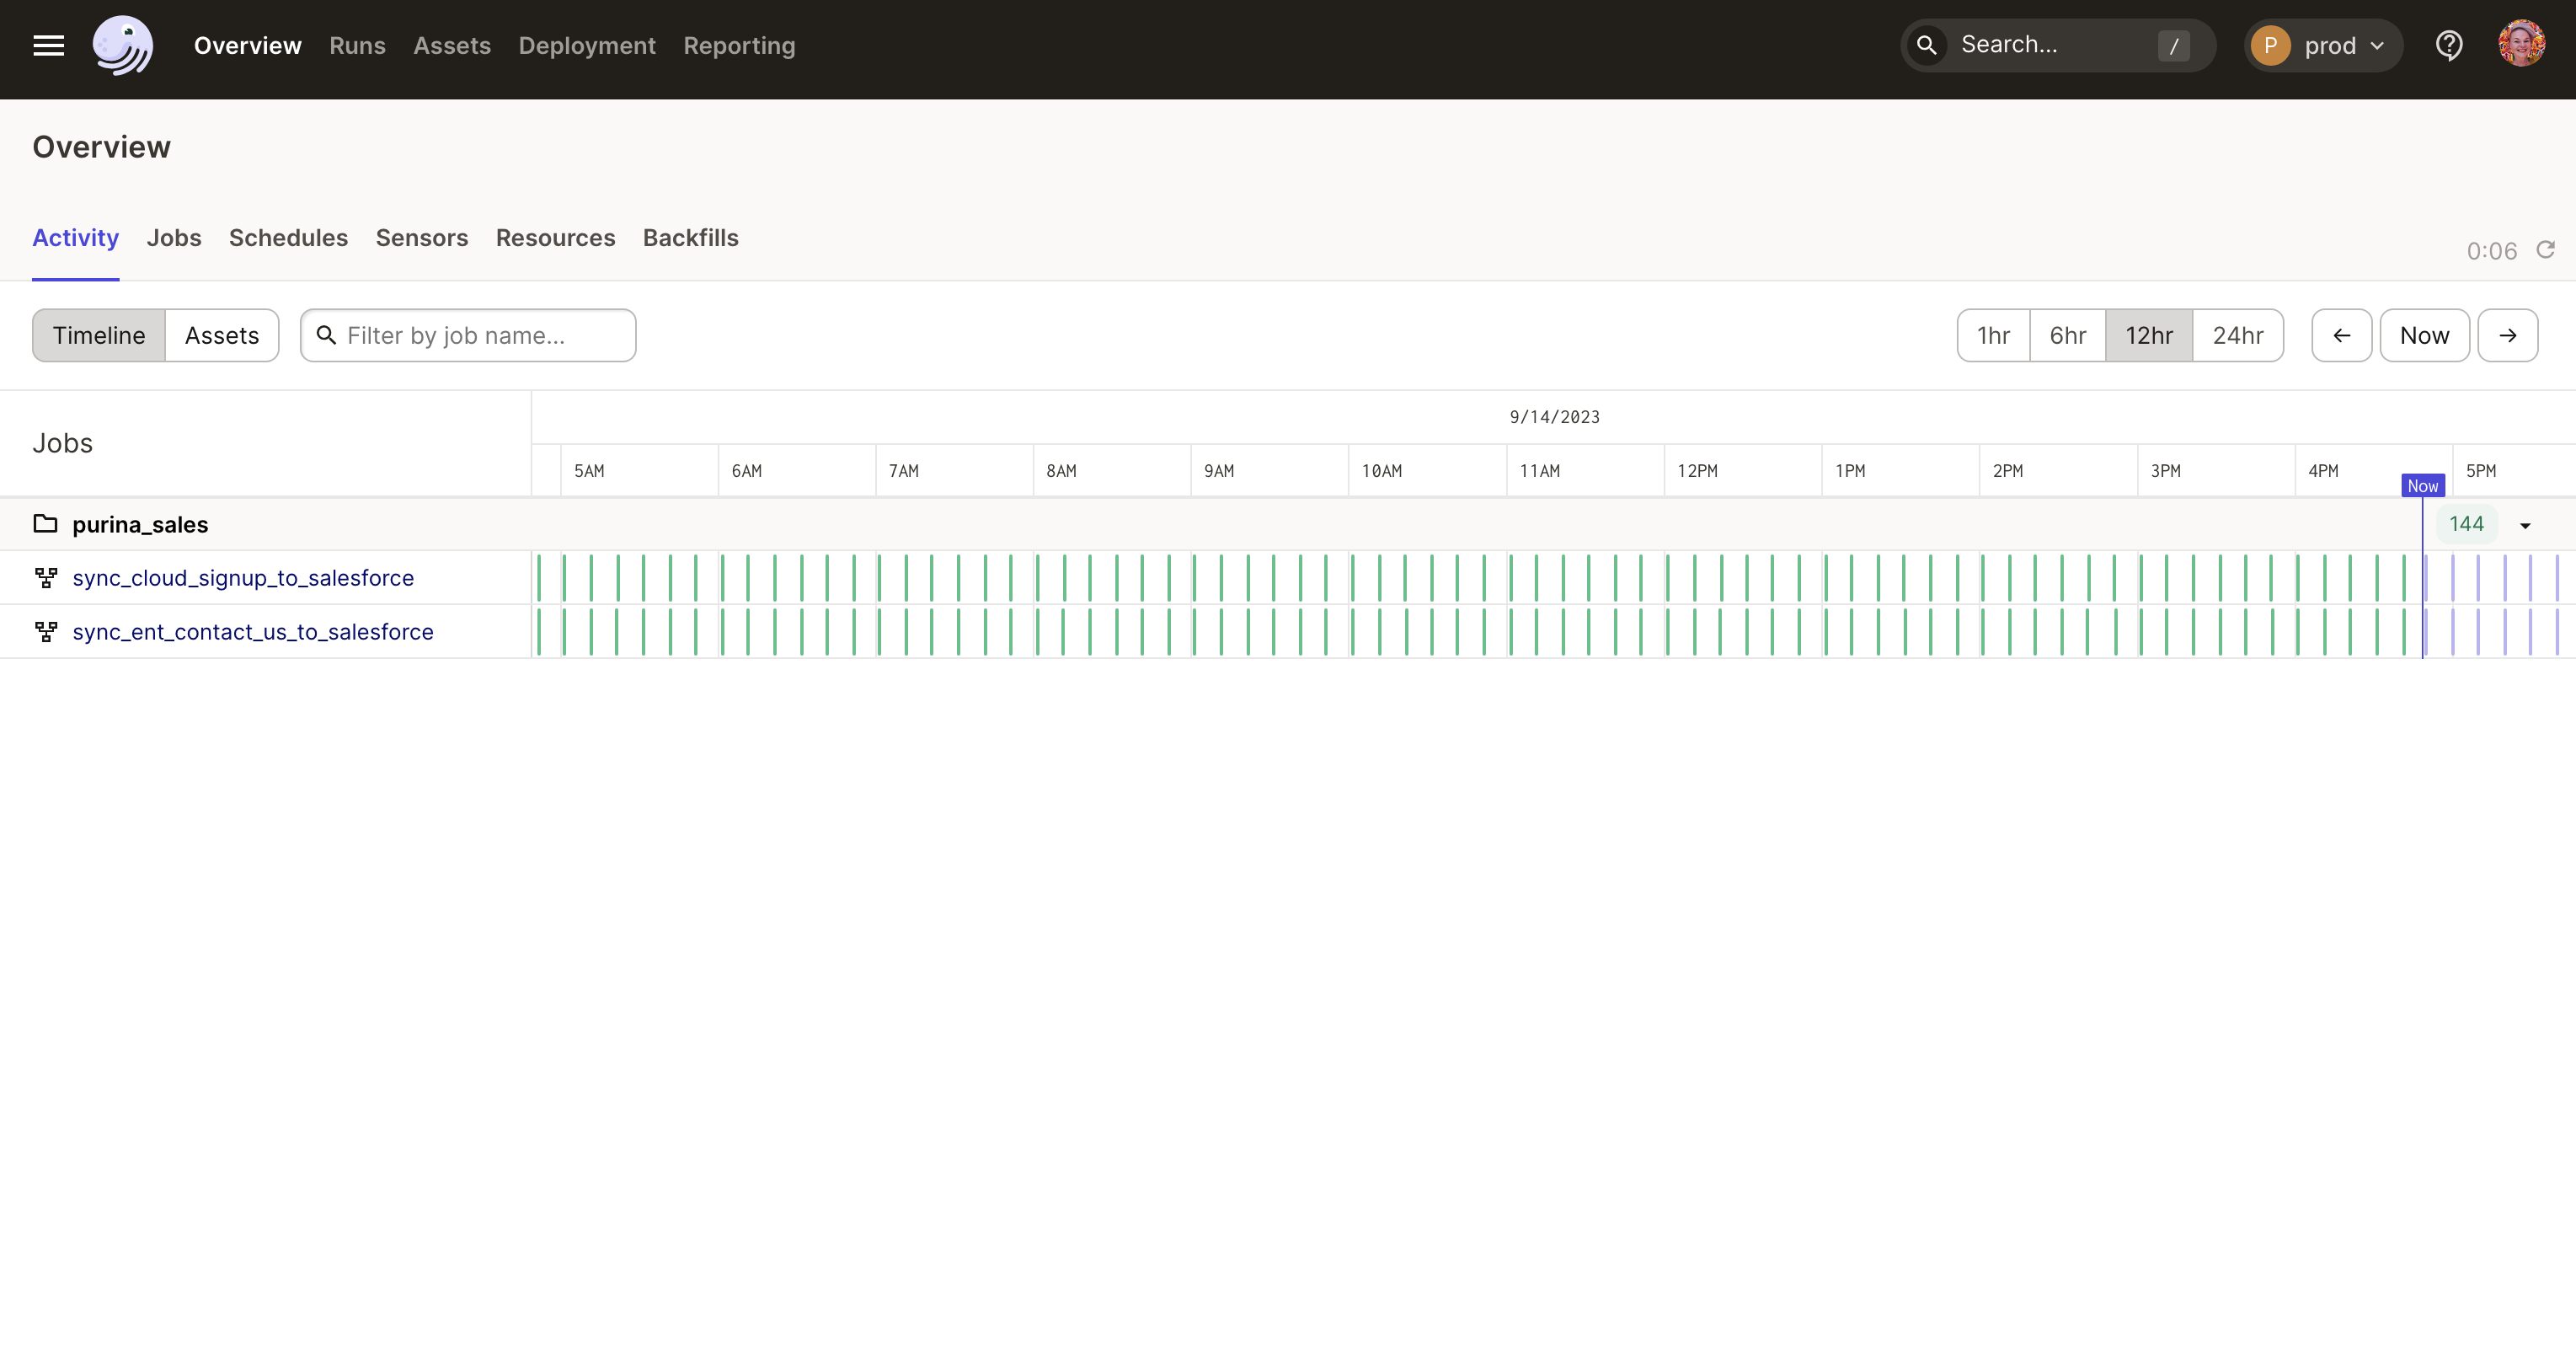 Overview Runs Assets Deployment Reporting Search... / P prod
Overview
Activity Jobs Schedules Sensors Resources Backfills 0:06
Timeline Assets Filter by job name... 1hr 6hr 12hr 24hr Now
9/14/2023
Jobs
5AM 6AM 7AM 8AM 9AM 10AM 11AM 12PM 1PM 2PM 3PM 4PM 5PM
Now
purina_sales 144
sync_cloud_signup_to_salesforce
sync_ent_contact_us_to_salesforce